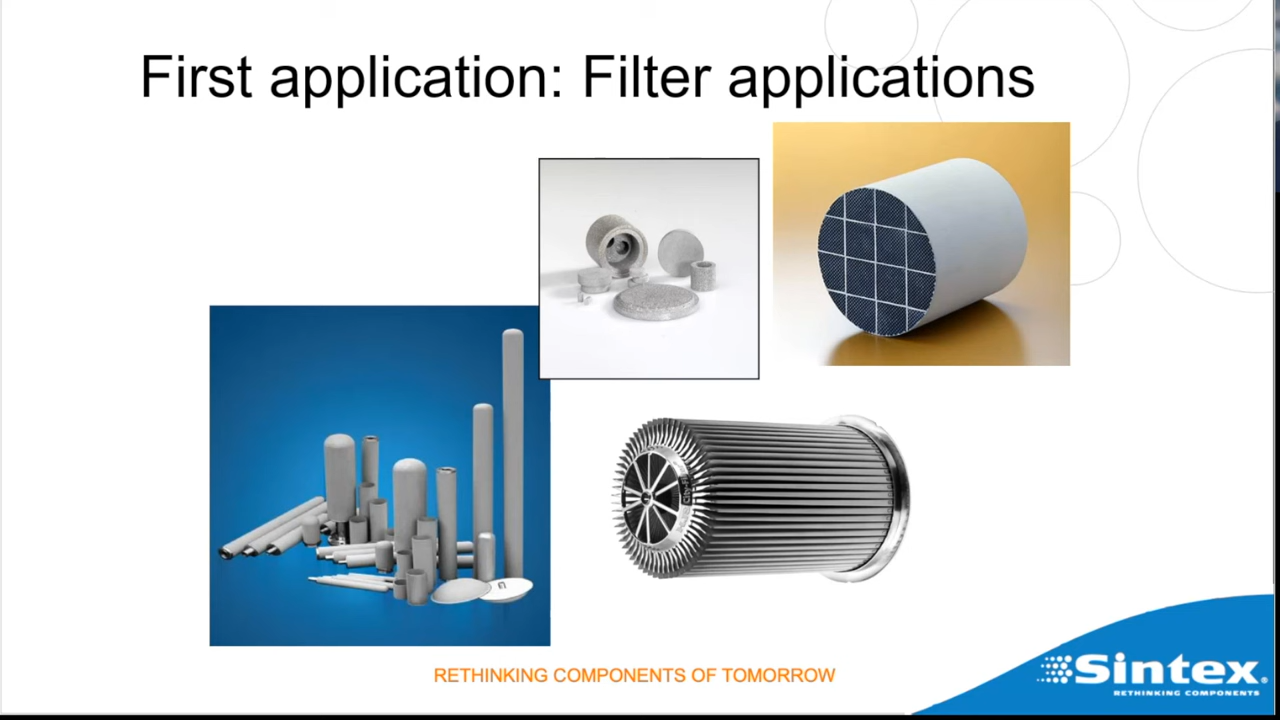 First application: Filter applications
RETHINKING COMPONENTS OF TOMORROW
Sintex®
RETHINKING COMPONENTS